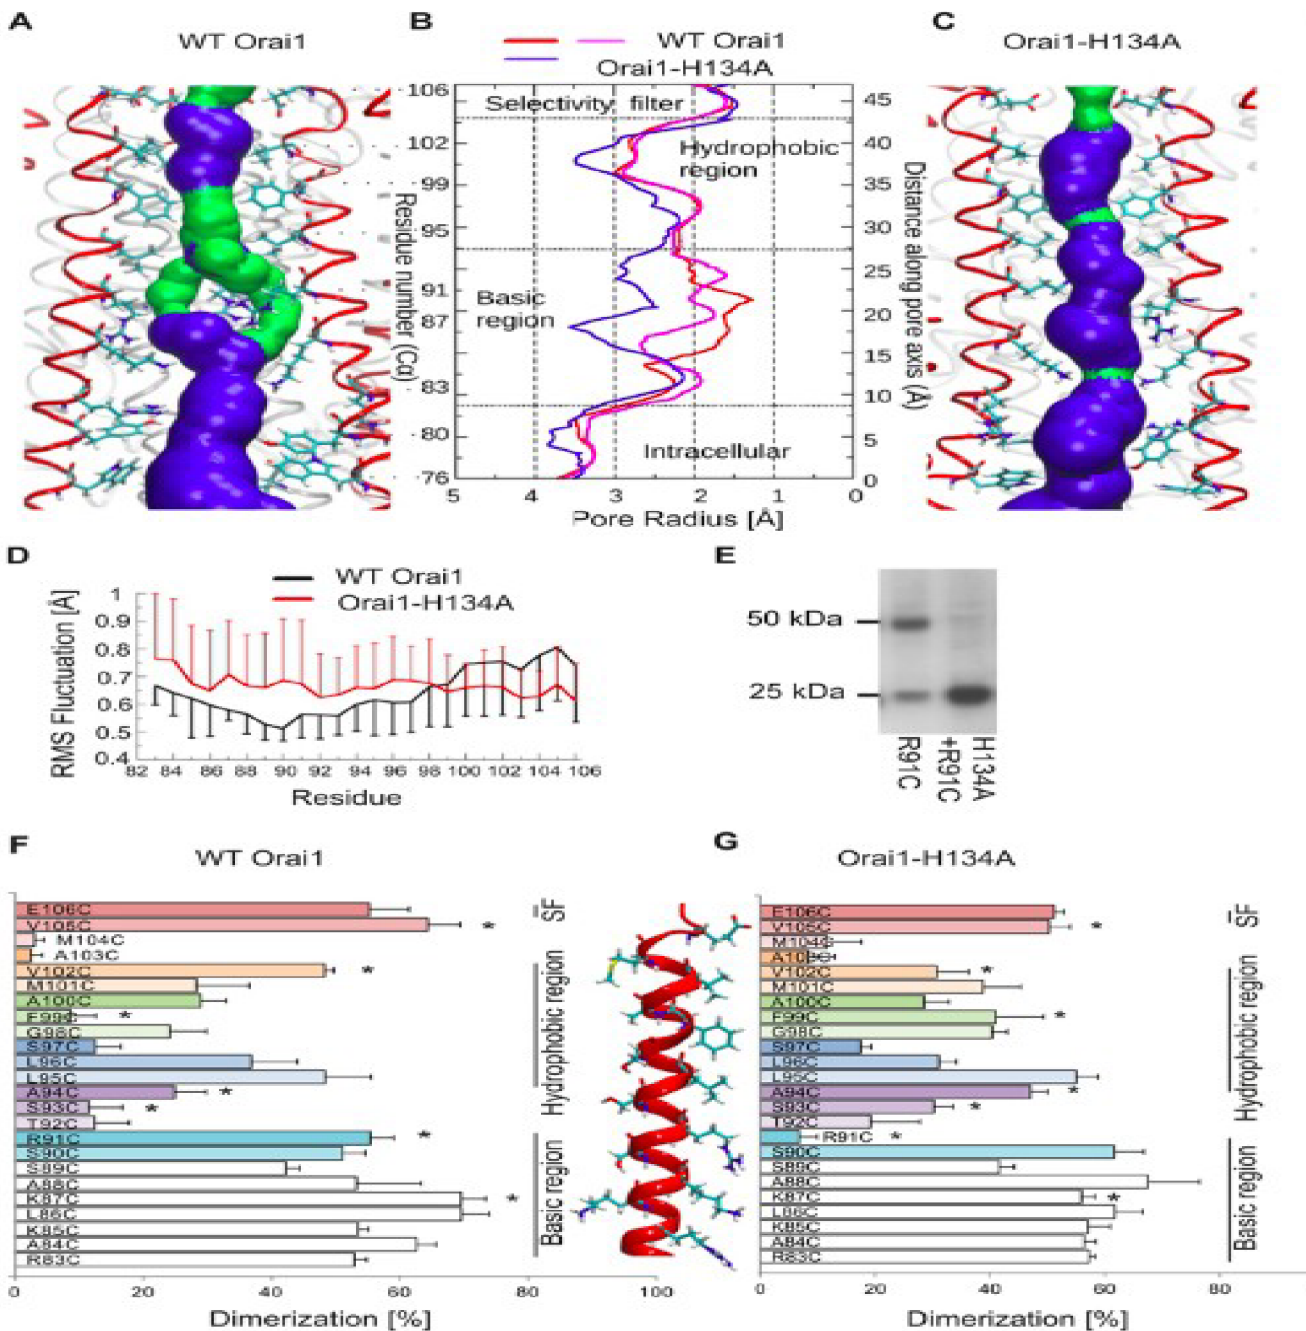 A
WT Orai1
B
WT Orai1
Orai1-H134A
C
Orai1-H134A
106
102
99
95
91
87
83
80
76
Residue number (Cα)
Selectivity filter
Hydrophobic
region
Basic
region
Intracellular
45
40
35
30
25
20
15
10
5
0
Distance along pore axis (Å)
5
4
3
2
1
0
Pore Radius [Å]
D
WT Orai1
Orai1-H134A
RMS Fluctuation [Å]
1
0.9
0.8
0.7
0.6
0.5
0.4
82 84 86 88 90 92 94 96 98 100 102 104 106
Residue
E
50 kDa
25 kDa
R91C
H134A
+R91C
F
WT Orai1
E106C
V105C *
M104C
A103C
V102C *
M101C
A100C
F99C *
G98C
S97C
L96C
L95C
A94C *
S93C *
T92C
R91C *
S90C
S89C
A88C
K87C *
L86C
K85C
A84C
R83C
SF
Hydrophobic region
Basic region
0 20 40 60 80 100
Dimerization [%]
G
Orai1-H134A
E106C
V105C *
M104C
V102C *
M101C
A100C
F99C *
G98C
S97C
L96C
L95C
A94C *
S93C *
T92C
R91C *
S90C
S89C
A88C
K87C *
L86C
K85C
A84C
R83C
SF
Hydrophobic region
Basic region
0 20 40 60 80
Dimerization [%]